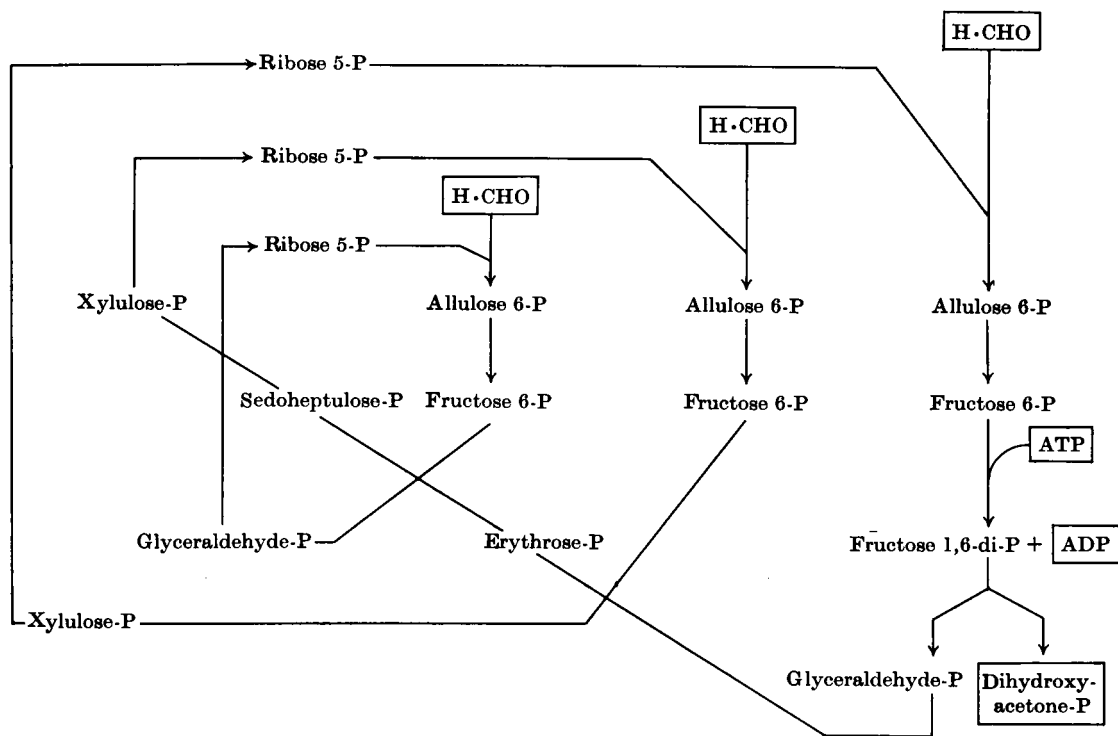 H·CHO
Ribose 5-P
H·CHO
Ribose 5-P
H·CHO
Ribose 5-P
Xylulose-P
Allulose 6-P
Allulose 6-P
Allulose 6-P
Sedoheptulose-P
Fructose 6-P
Fructose 6-P
Fructose 6-P
ATP
Glyceraldehyde-P
Erythrose-P
Fructose 1,6-di-P + ADP
Xylulose-P
Glyceraldehyde-P
Dihydroxy-
acetone-P